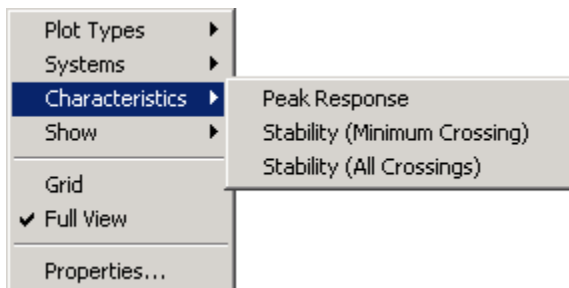 Plot Types
Systems
Characteristics
Show
Grid
Full View
Properties...
Peak Response
Stability (Minimum Crossing)
Stability (All Crossings)